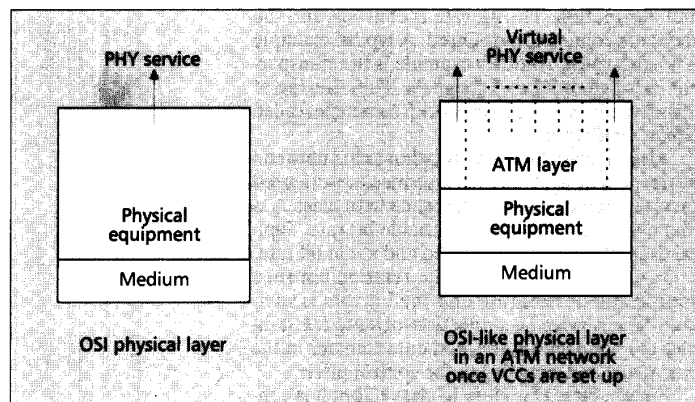 PHY service
Physical
equipment
Medium
OSI physical layer
Virtual
PHY service
ATM layer
Physical
equipment
Medium
OSI-like physical layer
in an ATM network
once VCCs are set up